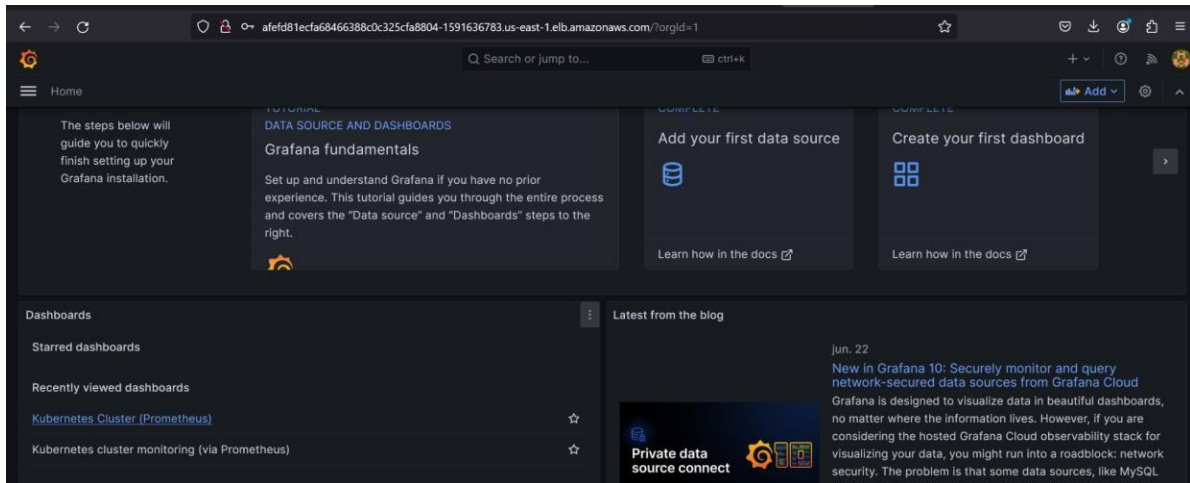 afefd81ecfa68466388c0c325cfa8804-1591636783.us-east-1.elb.amazonaws.com/?orgId=1
Search or jump to...
ctrl+k
Home
Add
The steps below will
guide you to quickly
finish setting up your
Grafana installation.
TUTORIAL
DATA SOURCE AND DASHBOARDS
Grafana fundamentals
Set up and understand Grafana if you have no prior
experience. This tutorial guides you through the entire process
and covers the "Data source" and "Dashboards" steps to the
right.
COMPLETE
Add your first data source
Learn how in the docs
COMPLETE
Create your first dashboard
Learn how in the docs
Dashboards
Starred dashboards
Recently viewed dashboards
Kubernetes Cluster (Prometheus)
Kubernetes cluster monitoring (via Prometheus)
Latest from the blog
Private data
source connect
jun. 22
New in Grafana 10: Securely monitor and query
network-secured data sources from Grafana Cloud
Grafana is designed to visualize data in beautiful dashboards,
no matter where the information lives. However, if you are
considering the hosted Grafana Cloud observability stack for
visualizing your data, you might run into a roadblock: network
security. The problem is that some data sources, like MySQL